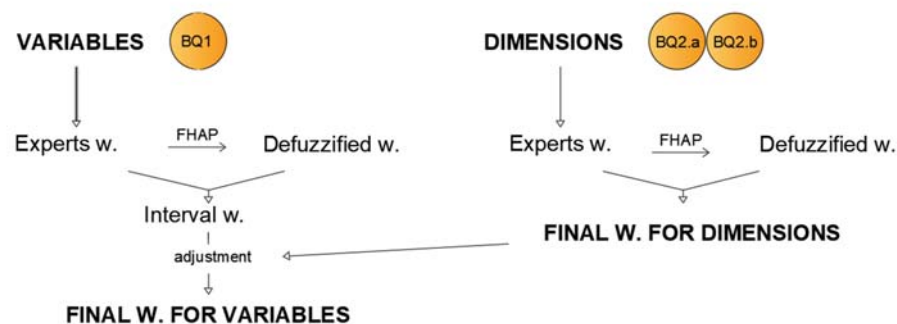 VARIABLES
BQ1
Experts w.
FHAP
Defuzzified w.
Interval w.
adjustment
FINAL W. FOR VARIABLES
DIMENSIONS
BQ2.a
BQ2.b
Experts w.
FHAP
Defuzzified w.
FINAL W. FOR DIMENSIONS